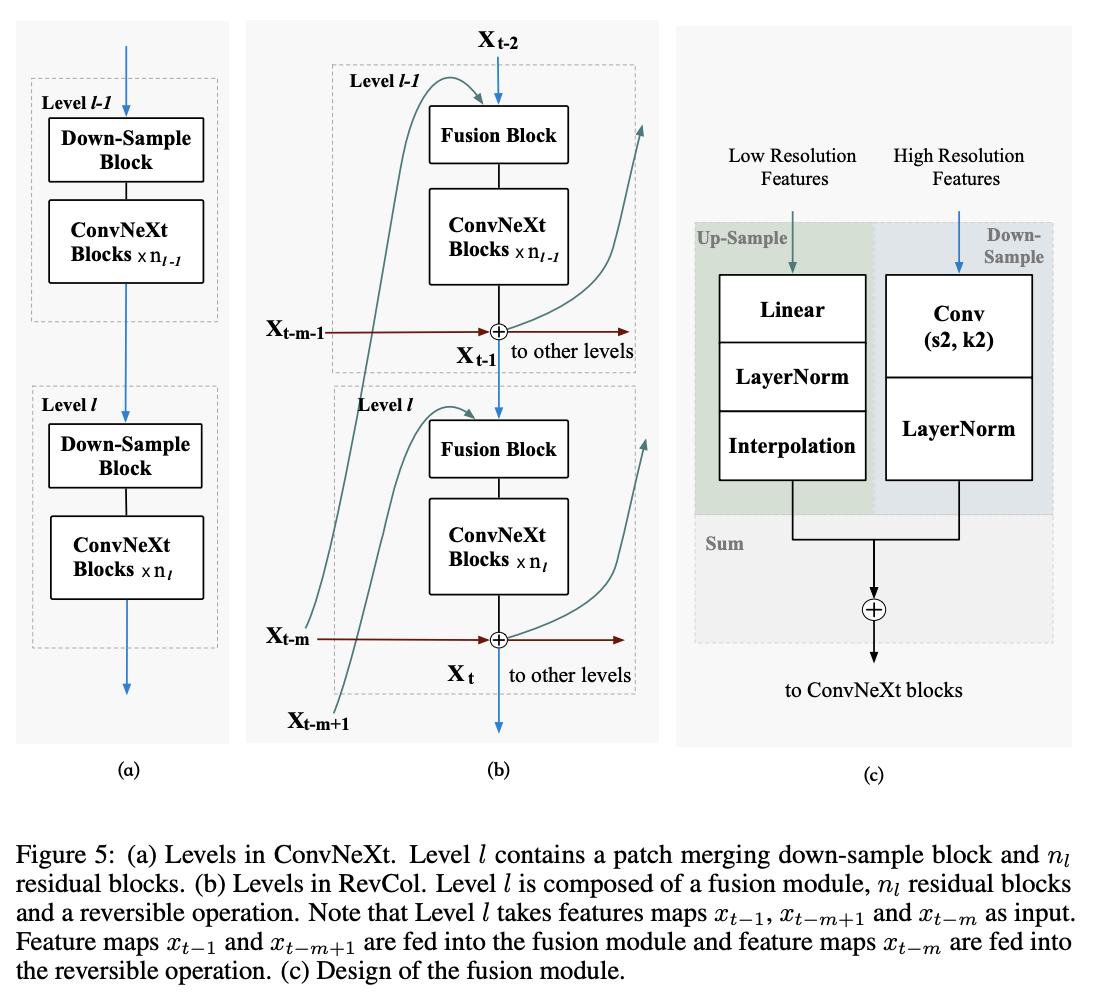 Level l-1
Down-Sample
Block
ConvNeXt
Blocks × n_{l-1}
Level l
Down-Sample
Block
ConvNeXt
Blocks × n_l
(a)
X_{t-2}
Level l-1
Fusion Block
ConvNeXt
Blocks × n_{l-1}
X_{t-m-1}
X_{t-1}
to other levels
Level l
Fusion Block
ConvNeXt
Blocks × n_l
X_{t-m}
X_t
to other levels
X_{t-m+1}
(b)
Low Resolution
Features
High Resolution
Features
Up-Sample
Down-
Sample
Linear
LayerNorm
Interpolation
Conv
(s2, k2)
LayerNorm
Sum
to ConvNeXt blocks
(c)
Figure 5: (a) Levels in ConvNeXt. Level l contains a patch merging down-sample block and n_l
residual blocks. (b) Levels in RevCol. Level l is composed of a fusion module, n_l residual blocks
and a reversible operation. Note that Level l takes features maps x_{t−1}, x_{t−m+1} and x_{t−m} as input.
Feature maps x_{t−1} and x_{t−m+1} are fed into the fusion module and feature maps x_{t−m} are fed into
the reversible operation. (c) Design of the fusion module.